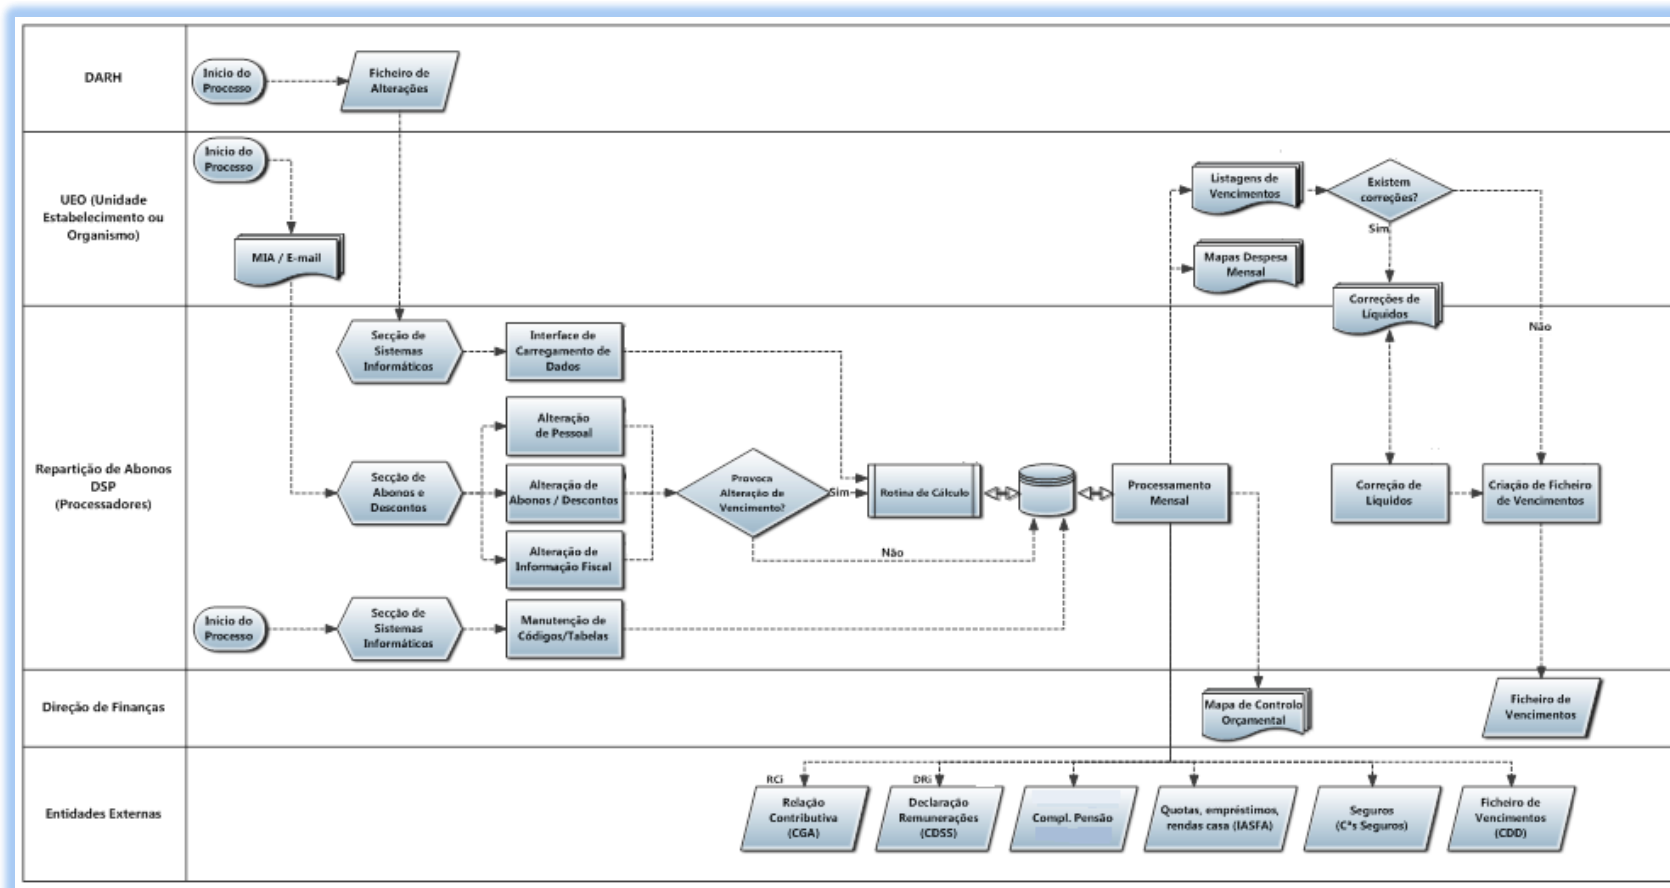 DARH
Início do
Processo
Ficheiro de
Alterações
UEO (Unidade
Estabelecimento ou
Organismo)
Início do
Processo
MIA / E-mail
Listagens de
Vencimentos
Existem
correções?
Sim
Mapas Despesa
Mensal
Correções de
Líquidos
Não
Repartição de Abonos
DSP
(Processadores)
Secção de
Sistemas
Informáticos
Interface de
Carregamento de
Dados
Alteração
de Pessoal
Secção de
Abonos e
Descontos
Alteração de
Abonos / Descontos
Alteração de
Informação Fiscal
Provoca
Alteração de
Vencimento?
Sim
Não
Rotina de Cálculo
Processamento
Mensal
Correção de
Líquidos
Criação de Ficheiro
de Vencimentos
Início do
Processo
Secção de
Sistemas
Informáticos
Manutenção de
Códigos/Tabelas
Direção de Finanças
Mapa de Controlo
Orçamental
Ficheiro de
Vencimentos
Entidades Externas
RCi
Relação
Contributiva
(CGA)
DRi
Declaração
Remunerações
(CDSS)
Compl. Pensão
Quotas, empréstimos,
rendas casa (IASFA)
Seguros
(Cªs Seguros)
Ficheiro de
Vencimentos
(CDD)